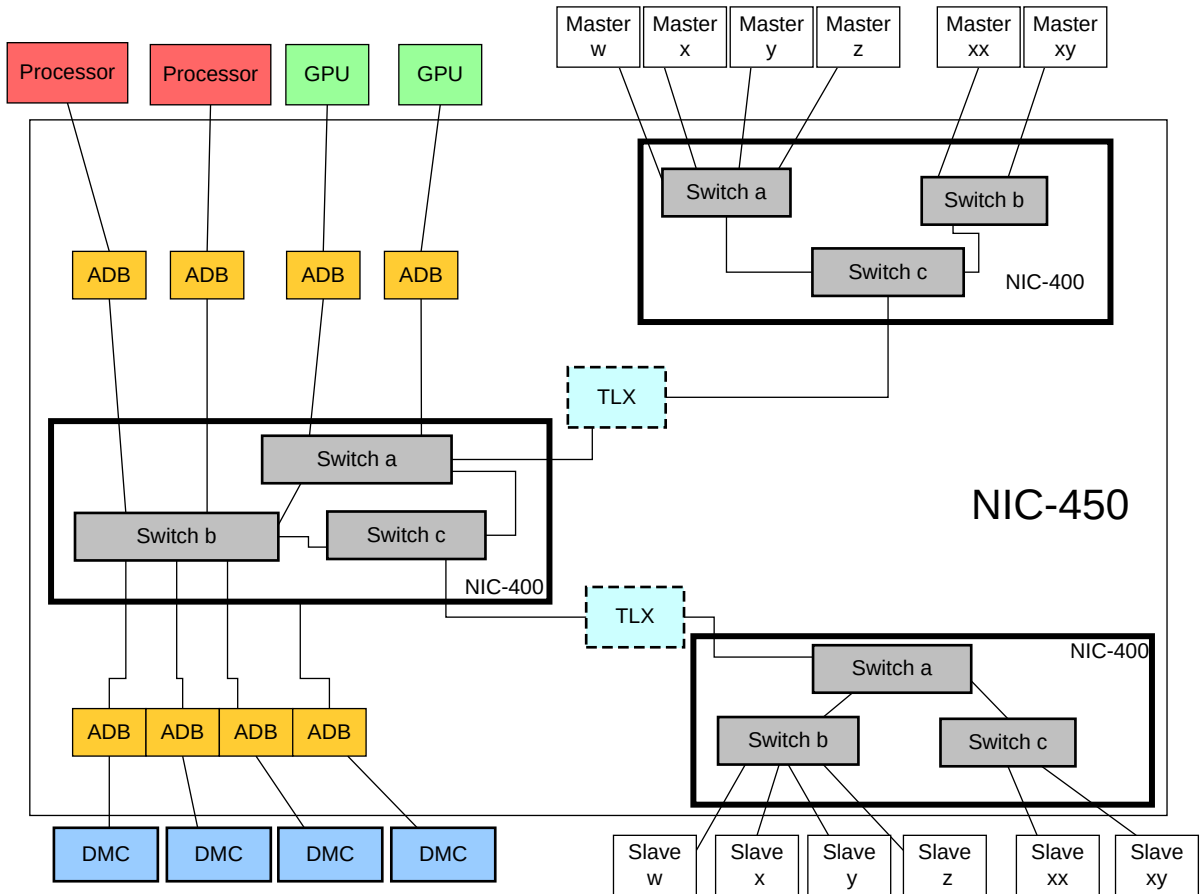 Master
w
Master
x
Master
y
Master
z
Master
xx
Master
xy
Processor
Processor
GPU
GPU
Switch a
Switch b
Switch c
NIC-400
ADB
ADB
ADB
ADB
TLX
Switch a
Switch b
Switch c
NIC-400
NIC-450
TLX
NIC-400
Switch a
Switch b
Switch c
ADB
ADB
ADB
ADB
DMC
DMC
DMC
DMC
Slave
w
Slave
x
Slave
y
Slave
z
Slave
xx
Slave
xy